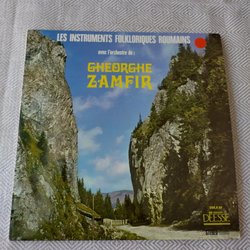 LES INSTRUMENTS FOLKLORIQUES ROUMAINS
avec l'orchestre de :
GHEORGHE
ZAMFIR
DEESSE